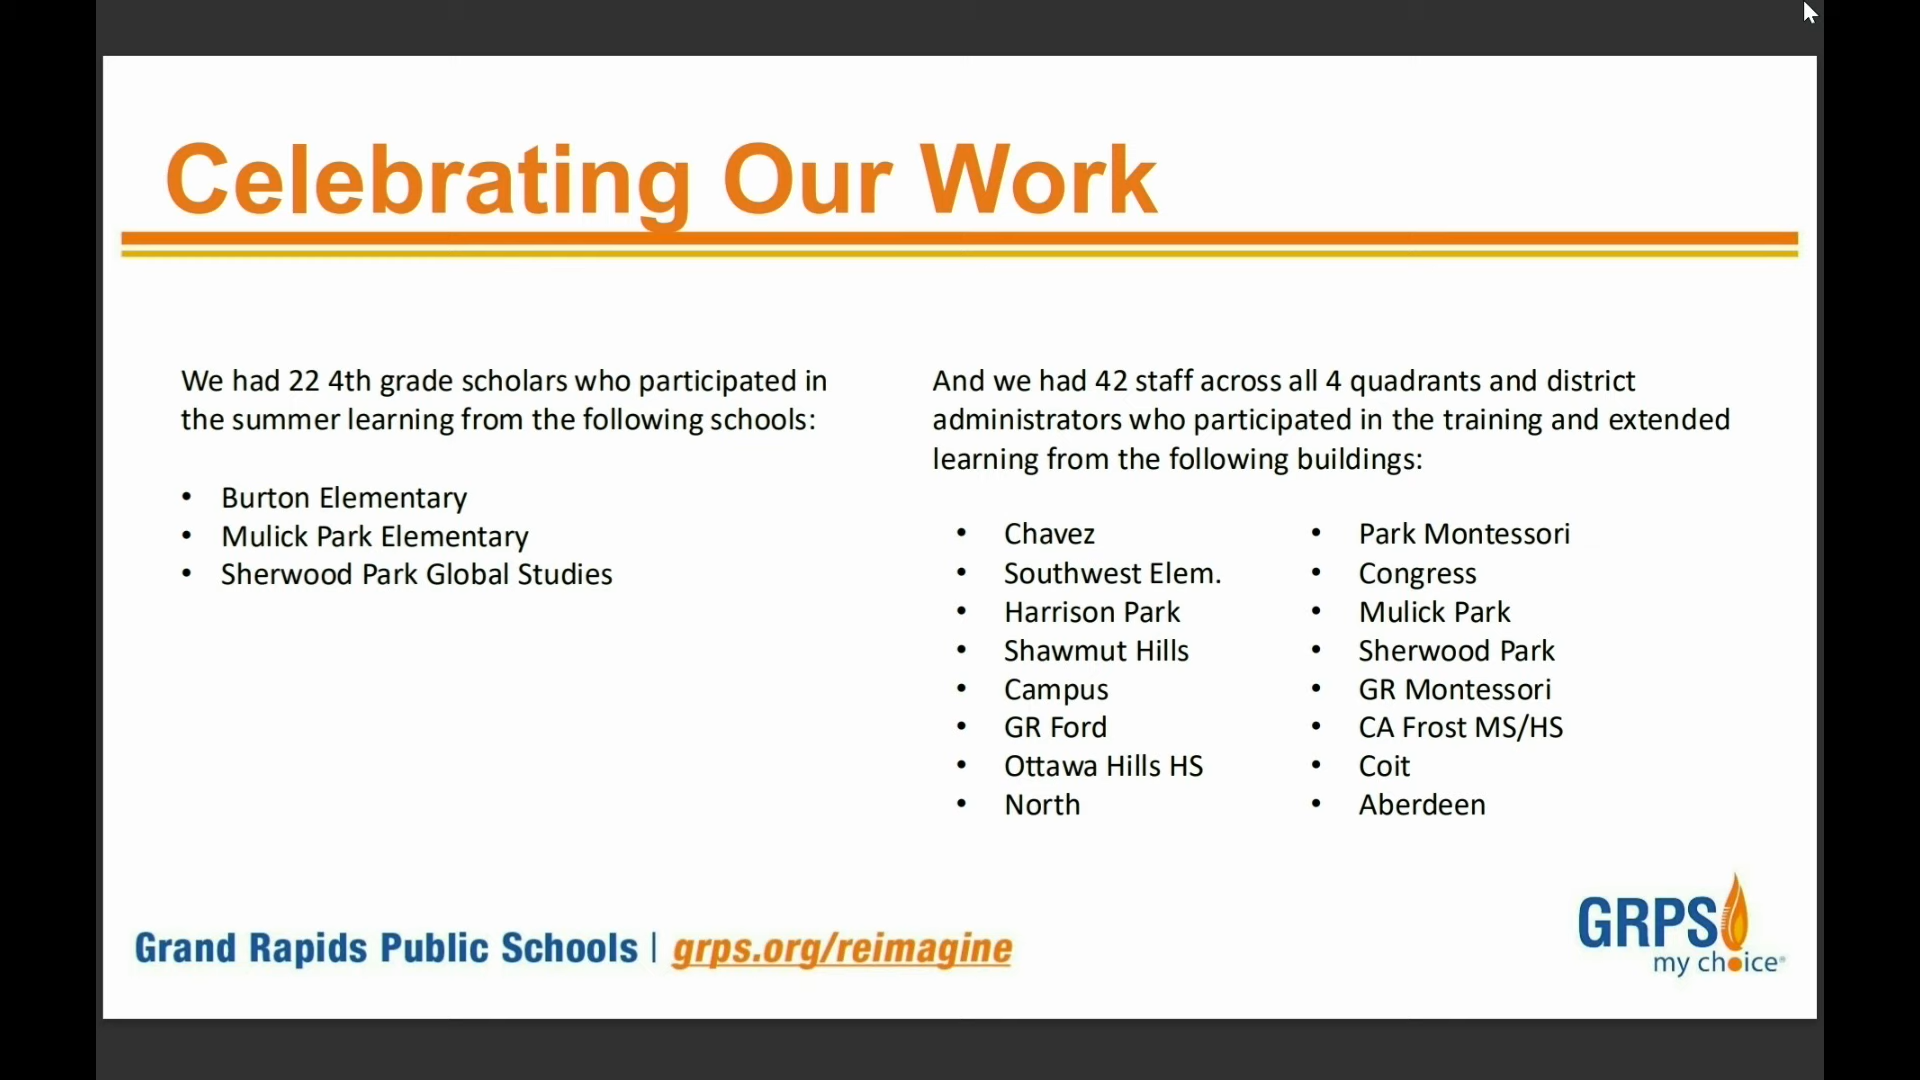 Celebrating Our Work
We had 22 4th grade scholars who participated in
the summer learning from the following schools:
• Burton Elementary
• Mulick Park Elementary
• Sherwood Park Global Studies
And we had 42 staff across all 4 quadrants and district
administrators who participated in the training and extended
learning from the following buildings:
• Chavez
• Southwest Elem.
• Harrison Park
• Shawmut Hills
• Campus
• GR Ford
• Ottawa Hills HS
• North
• Park Montessori
• Congress
• Mulick Park
• Sherwood Park
• GR Montessori
• CA Frost MS/HS
• Coit
• Aberdeen
Grand Rapids Public Schools | grps.org/reimagine
GRPS
my choice®